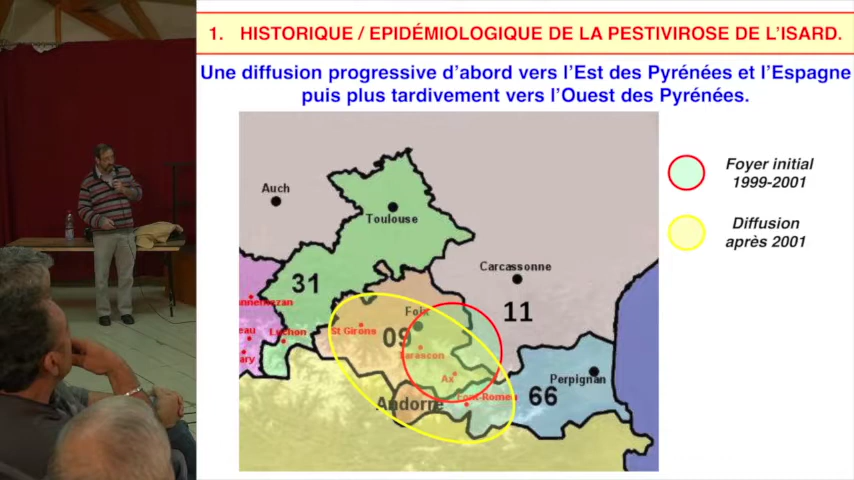 1. HISTORIQUE / EPIDÉMIOLOGIQUE DE LA PESTIVIROSE DE L'ISARD.
Une diffusion progressive d'abord vers l'Est des Pyrénées et l'Espagne
puis plus tardivement vers l'Ouest des Pyrénées.
Foyer initial
1999-2001
Diffusion
après 2001
Auch
Toulouse
Carcassonne
31
11
Foix
St Girons
09
Luchon
Tarascon
Ax
Perpignan
Andorre
Font-Romeu
66